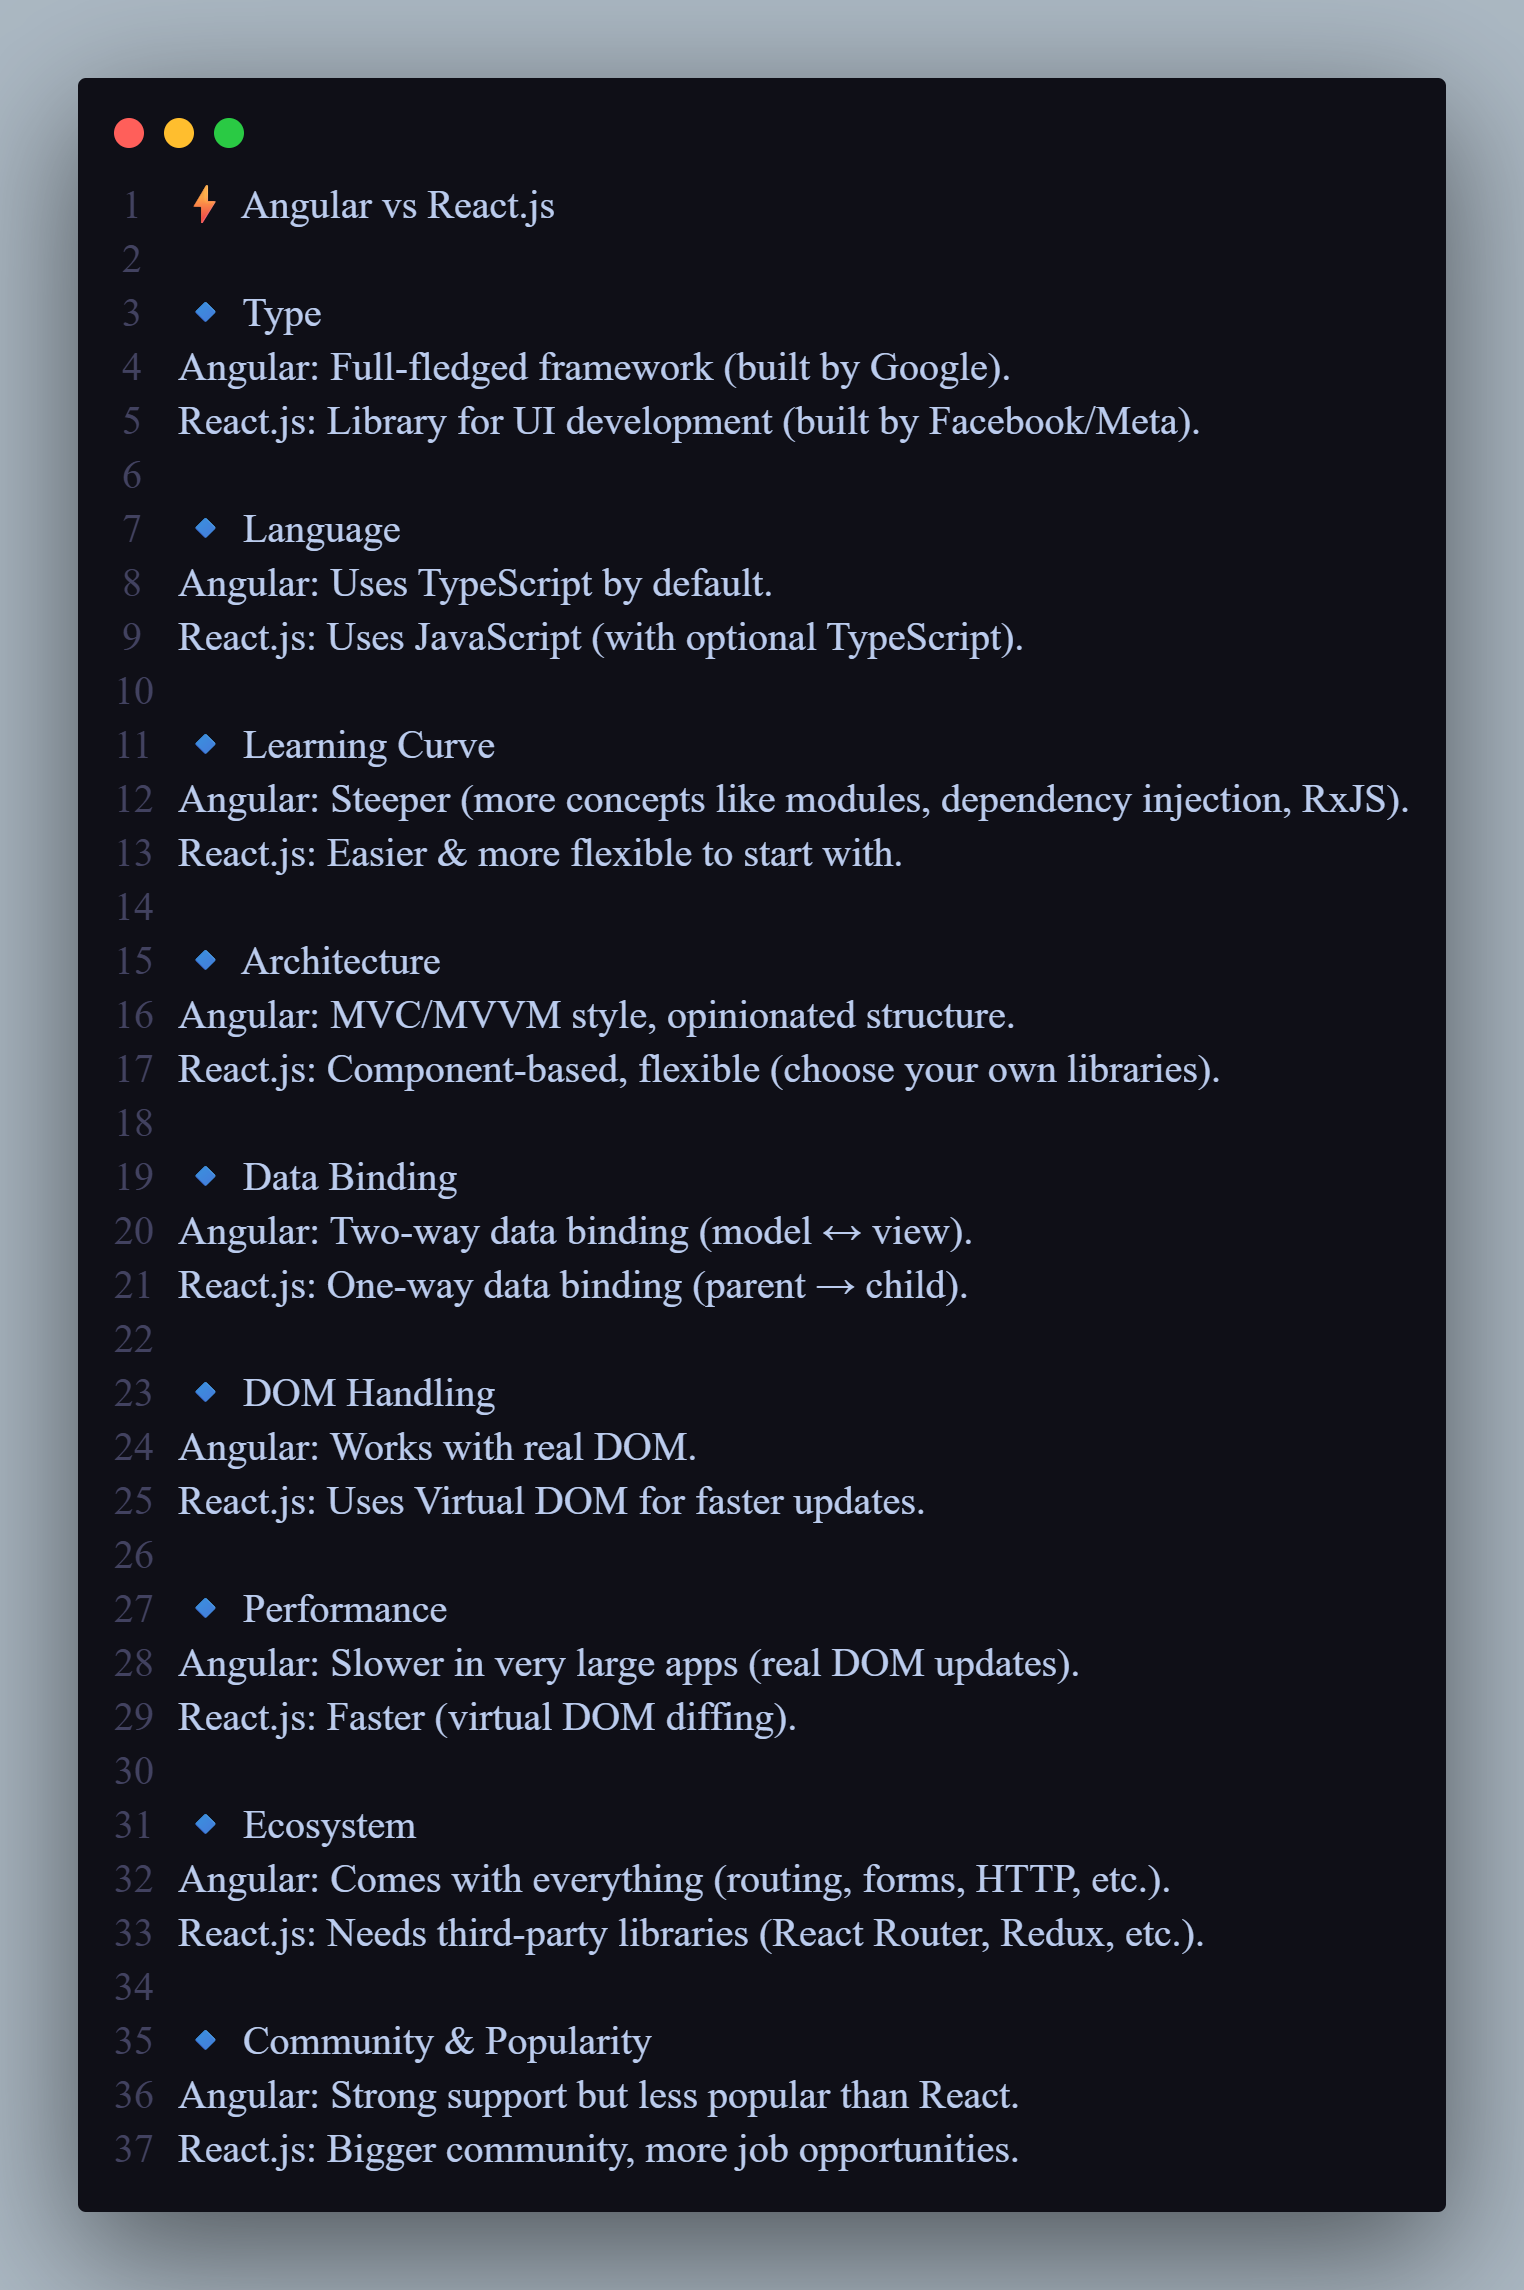 1 ⚡ Angular vs React.js
2
3 🔹 Type
4 Angular: Full-fledged framework (built by Google).
5 React.js: Library for UI development (built by Facebook/Meta).
6
7 🔹 Language
8 Angular: Uses TypeScript by default.
9 React.js: Uses JavaScript (with optional TypeScript).
10
11 🔹 Learning Curve
12 Angular: Steeper (more concepts like modules, dependency injection, RxJS).
13 React.js: Easier & more flexible to start with.
14
15 🔹 Architecture
16 Angular: MVC/MVVM style, opinionated structure.
17 React.js: Component-based, flexible (choose your own libraries).
18
19 🔹 Data Binding
20 Angular: Two-way data binding (model ↔ view).
21 React.js: One-way data binding (parent → child).
22
23 🔹 DOM Handling
24 Angular: Works with real DOM.
25 React.js: Uses Virtual DOM for faster updates.
26
27 🔹 Performance
28 Angular: Slower in very large apps (real DOM updates).
29 React.js: Faster (virtual DOM diffing).
30
31 🔹 Ecosystem
32 Angular: Comes with everything (routing, forms, HTTP, etc.).
33 React.js: Needs third-party libraries (React Router, Redux, etc.).
34
35 🔹 Community & Popularity
36 Angular: Strong support but less popular than React.
37 React.js: Bigger community, more job opportunities.